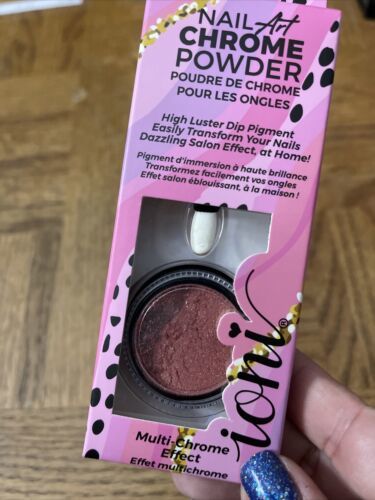 NAIL Art
CHROME
POWDER
POUDRE DE CHROME
POUR LES ONGLES
High Luster Dip Pigment
Easily Transform Your Nails
Dazzling Salon Effect, at Home!
Pigment d'immersion à haute brillance
Transformez facilement vos ongles
Effet salon éblouissant, à la maison !
ioni®
Multi-Chrome
Effect
Effet multichrome